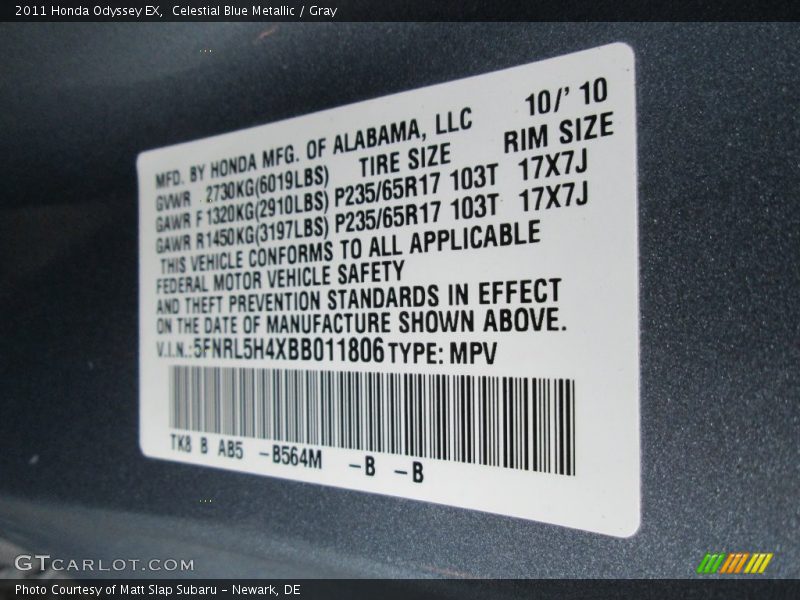 2011 Honda Odyssey EX, Celestial Blue Metallic / Gray
MFD. BY HONDA MFG. OF ALABAMA, LLC 10/' 10
GVWR 2730KG(6019LBS) TIRE SIZE RIM SIZE
GAWR F 1320KG(2910LBS) P235/65R17 103T 17X7J
GAWR R 1450KG(3197LBS) P235/65R17 103T 17X7J
THIS VEHICLE CONFORMS TO ALL APPLICABLE
FEDERAL MOTOR VEHICLE SAFETY
AND THEFT PREVENTION STANDARDS IN EFFECT
ON THE DATE OF MANUFACTURE SHOWN ABOVE.
V.I.N.:5FNRL5H4XBB011806 TYPE: MPV
TK8 B AB5 –B564M –B –B
GTCARLOT.COM
Photo Courtesy of Matt Slap Subaru – Newark, DE